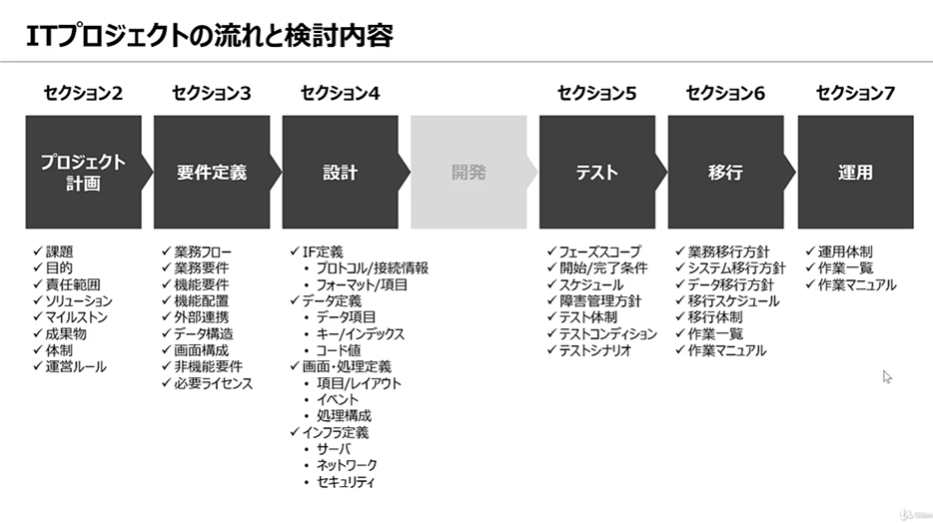 ITプロジェクトの流れと検討内容
セクション2
プロジェクト
計画
✓課題
✓目的
✓責任範囲
✓ソリューション
✓マイルストン
✓成果物
✓体制
✓運営ルール
セクション3
要件定義
✓業務フロー
✓業務要件
✓機能要件
✓機能配置
✓外部連携
✓データ構造
✓画面構成
✓非機能要件
✓必要ライセンス
セクション4
設計
✓IF定義
• プロトコル/接続情報
• フォーマット/項目
✓データ定義
• データ項目
• キー/インデックス
• コード値
✓画面・処理定義
• 項目/レイアウト
• イベント
• 処理構成
✓インフラ定義
• サーバ
• ネットワーク
• セキュリティ
開発
セクション5
テスト
✓フェーズスコープ
✓開始/完了条件
✓スケジュール
✓障害管理方針
✓テスト体制
✓テストコンディション
✓テストシナリオ
セクション6
移行
✓業務移行方針
✓システム移行方針
✓データ移行方針
✓移行スケジュール
✓移行体制
✓作業一覧
✓作業マニュアル
セクション7
運用
✓運用体制
✓作業一覧
✓作業マニュアル